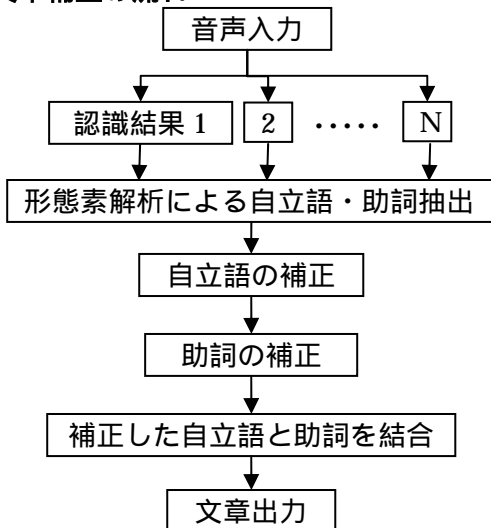 音声入力
認識結果 1 2 ..... N
形態素解析による自立語・助詞抽出
自立語の補正
助詞の補正
補正した自立語と助詞を結合
文章出力